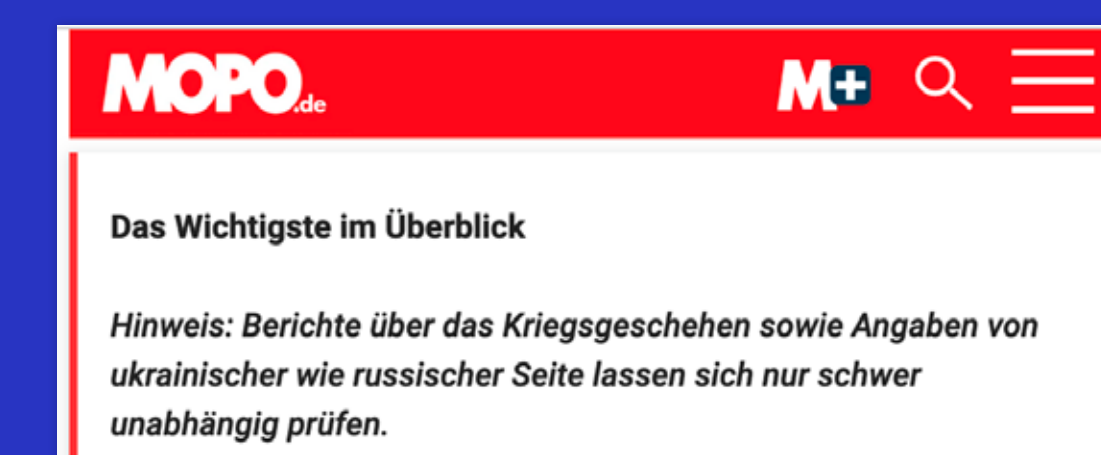 MOPO.de M+
Das Wichtigste im Überblick
Hinweis: Berichte über das Kriegsgeschehen sowie Angaben von
ukrainischer wie russischer Seite lassen sich nur schwer
unabhängig prüfen.